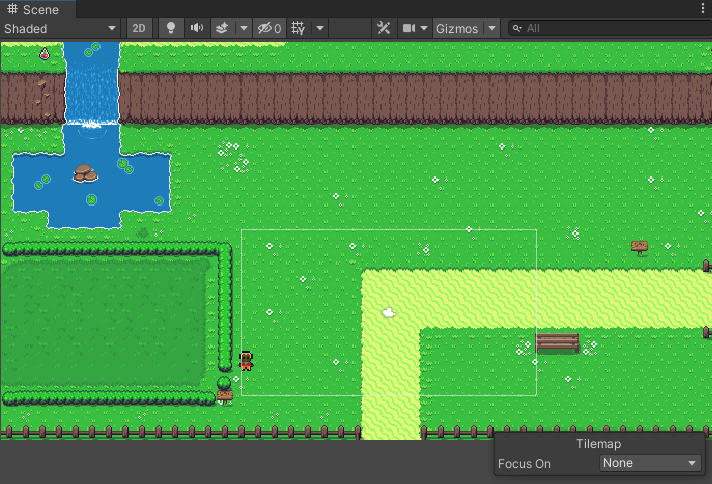 Scene
Shaded 2D 0 Gizmos All
Tilemap
Focus On None